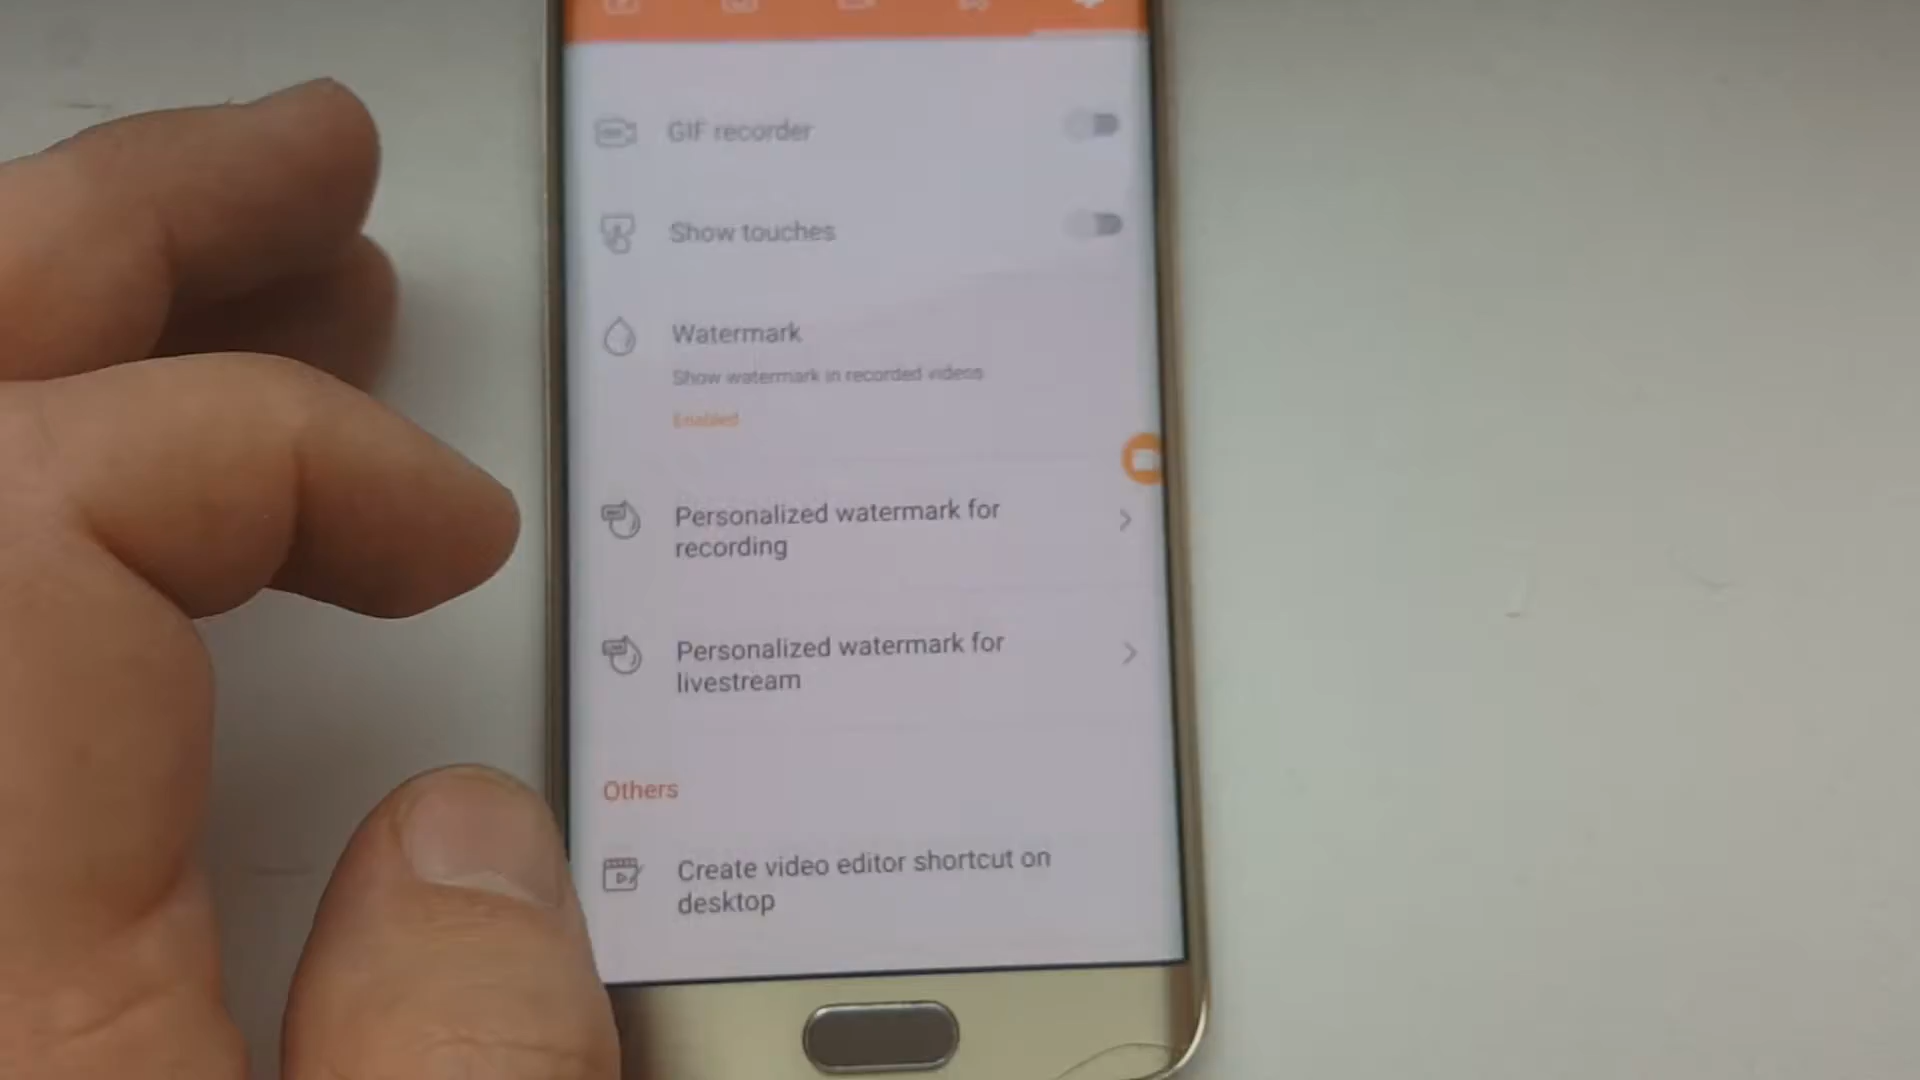 GIF recorder
Show touches
Watermark
Show watermark in recorded videos
Enabled
Personalized watermark for
recording
Personalized watermark for
livestream
Others
Create video editor shortcut on
desktop